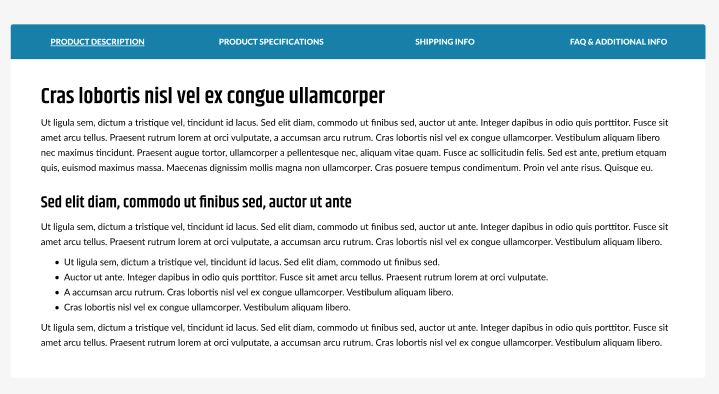 PRODUCT DESCRIPTION
PRODUCT SPECIFICATIONS
SHIPPING INFO
FAQ & ADDITIONAL INFO
Cras lobortis nisl vel ex congue ullamcorper
Ut ligula sem, dictum a tristique vel, tincidunt id lacus. Sed elit diam, commodo ut finibus sed, auctor ut ante. Integer dapibus in odio quis porttitor. Fusce sit
amet arcu tellus. Praesent rutrum lorem at orci vulputate, a accumsan arcu rutrum. Cras lobortis nisl vel ex congue ullamcorper. Vestibulum aliquam libero
nec maximus tincidunt. Praesent augue tortor, ullamcorper a pellentesque nec, aliquam vitae quam. Fusce ac sollicitudin felis. Sed est ante, pretium etquam
quis, euismod maximus massa. Maecenas dignissim mollis magna non ullamcorper. Cras posuere tempus condimentum. Proin vel ante risus. Quisque eu.
Sed elit diam, commodo ut finibus sed, auctor ut ante
Ut ligula sem, dictum a tristique vel, tincidunt id lacus. Sed elit diam, commodo ut finibus sed, auctor ut ante. Integer dapibus in odio quis porttitor. Fusce sit
amet arcu tellus. Praesent rutrum lorem at orci vulputate, a accumsan arcu rutrum. Cras lobortis nisl vel ex congue ullamcorper. Vestibulum aliquam libero.
• Ut ligula sem, dictum a tristique vel, tincidunt id lacus. Sed elit diam, commodo ut finibus sed.
• Auctor ut ante. Integer dapibus in odio quis porttitor. Fusce sit amet arcu tellus. Praesent rutrum lorem at orci vulputate.
• A accumsan arcu rutrum. Cras lobortis nisl vel ex congue ullamcorper. Vestibulum aliquam libero.
• Cras lobortis nisl vel ex congue ullamcorper. Vestibulum aliquam libero.
Ut ligula sem, dictum a tristique vel, tincidunt id lacus. Sed elit diam, commodo ut finibus sed, auctor ut ante. Integer dapibus in odio quis porttitor. Fusce sit
amet arcu tellus. Praesent rutrum lorem at orci vulputate, a accumsan arcu rutrum. Cras lobortis nisl vel ex congue ullamcorper. Vestibulum aliquam libero.